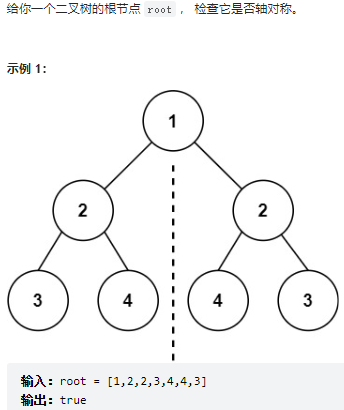 给你一个二叉树的根节点 root ， 检查它是否轴对称。
示例 1：
1
2 2
3 4 4 3
输入：root = [1,2,2,3,4,4,3]
输出：true